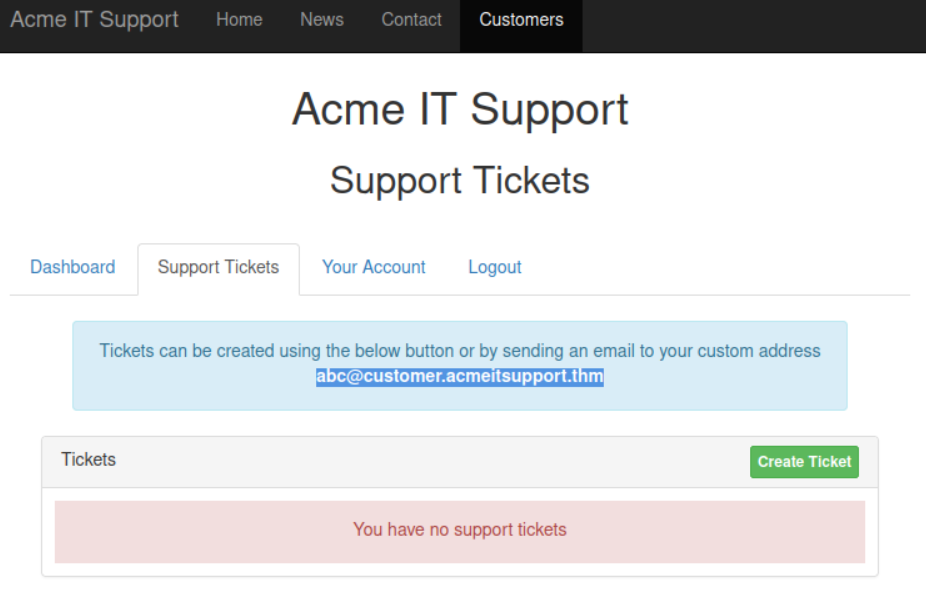 Acme IT Support Home News Contact Customers
Acme IT Support
Support Tickets
Dashboard Support Tickets Your Account Logout
Tickets can be created using the below button or by sending an email to your custom address
abc@customer.acmeitsupport.thm
Tickets Create Ticket
You have no support tickets